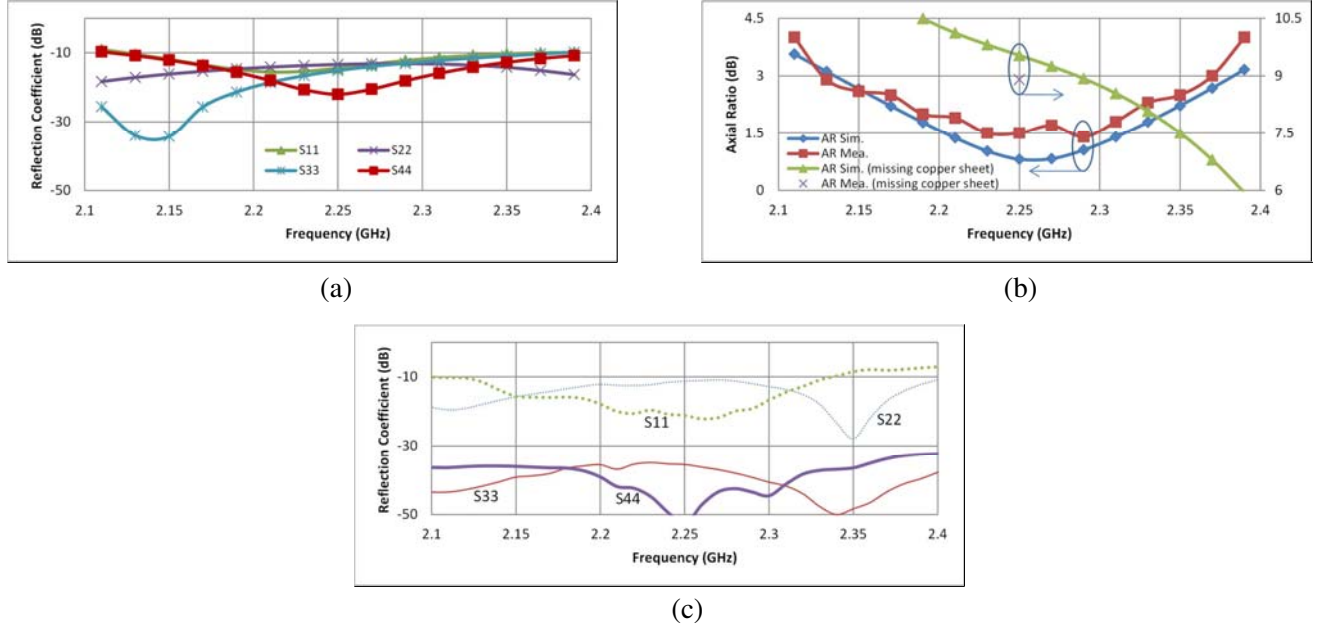 Reflection Coefficient (dB)
-10
-30
-50
2.1
2.15
2.2
2.25
2.3
2.35
2.4
Frequency (GHz)
S11
S22
S33
S44
(a)
Axial Ratio (dB)
4.5
3
1.5
0
10.5
9
7.5
6
2.1
2.15
2.2
2.25
2.3
2.35
2.4
Frequency (GHz)
AR Sim.
AR Mea.
AR Sim. (missing copper sheet)
AR Mea. (missing copper sheet)
(b)
Reflection Coefficient (dB)
-10
-30
-50
2.1
2.15
2.2
2.25
2.3
2.35
2.4
Frequency (GHz)
S11
S22
S33
S44
(c)